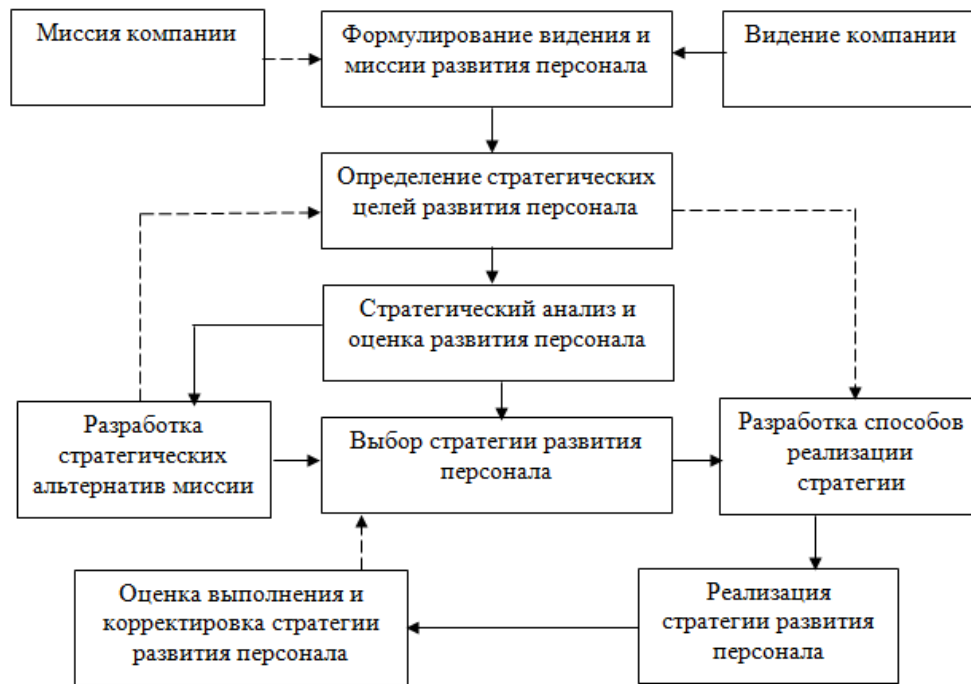 Миссия компании
Формулирование видения и
миссии развития персонала
Видение компании
Определение стратегических
целей развития персонала
Стратегический анализ и
оценка развития персонала
Разработка
стратегических
альтернатив миссии
Выбор стратегии развития
персонала
Разработка способов
реализации
стратегии
Оценка выполнения и
корректировка стратегии
развития персонала
Реализация
стратегии развития
персонала